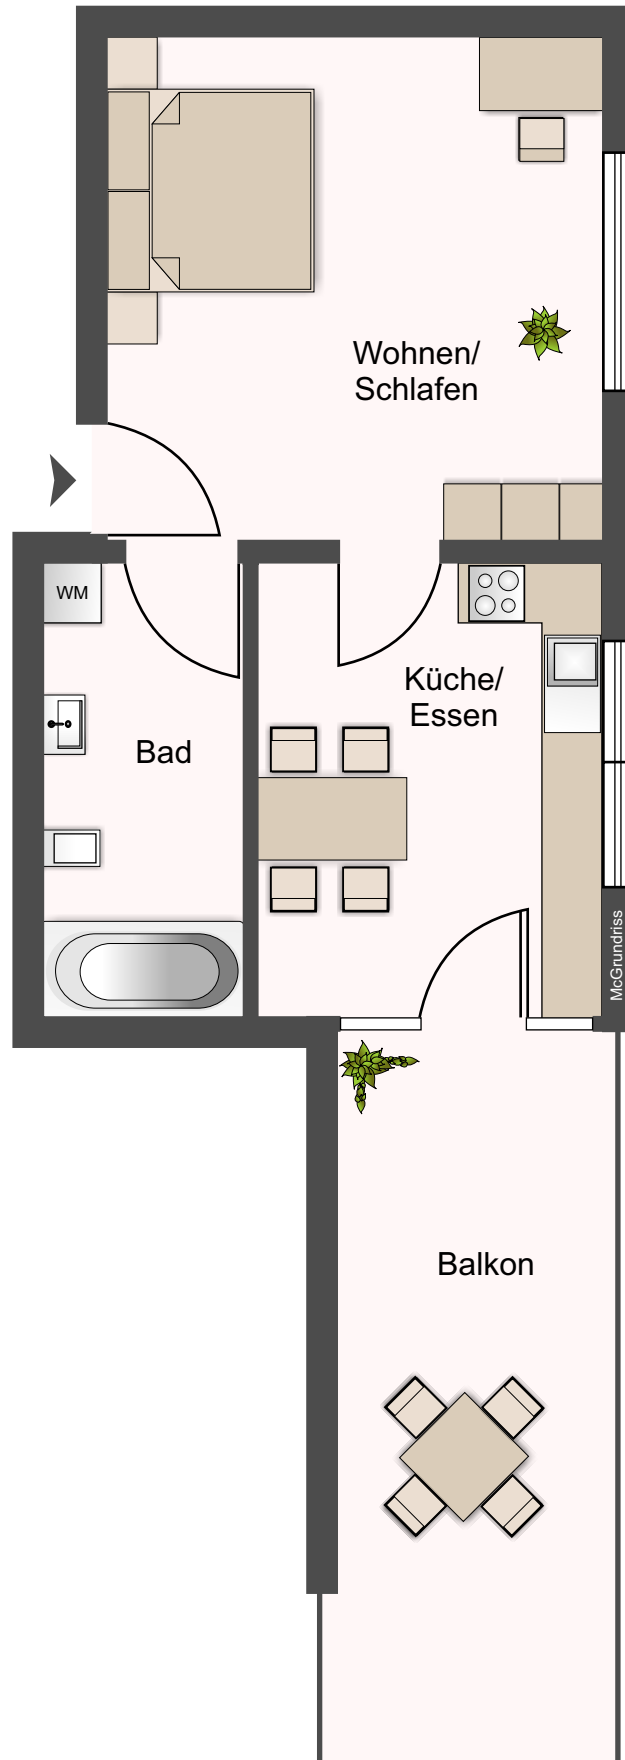 Wohnen/
Schlafen
WM
Küche/
Essen
Bad
McGrundriss
Balkon